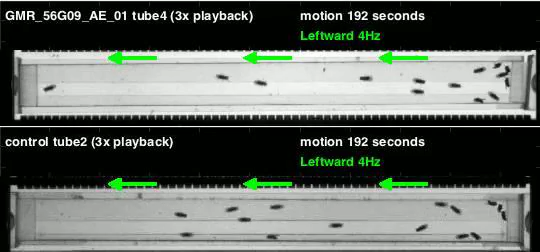 GMR_56G09_AE_01 tube4 (3x playback)
motion 192 seconds
Leftward 4Hz
control tube2 (3x playback)
motion 192 seconds
Leftward 4Hz